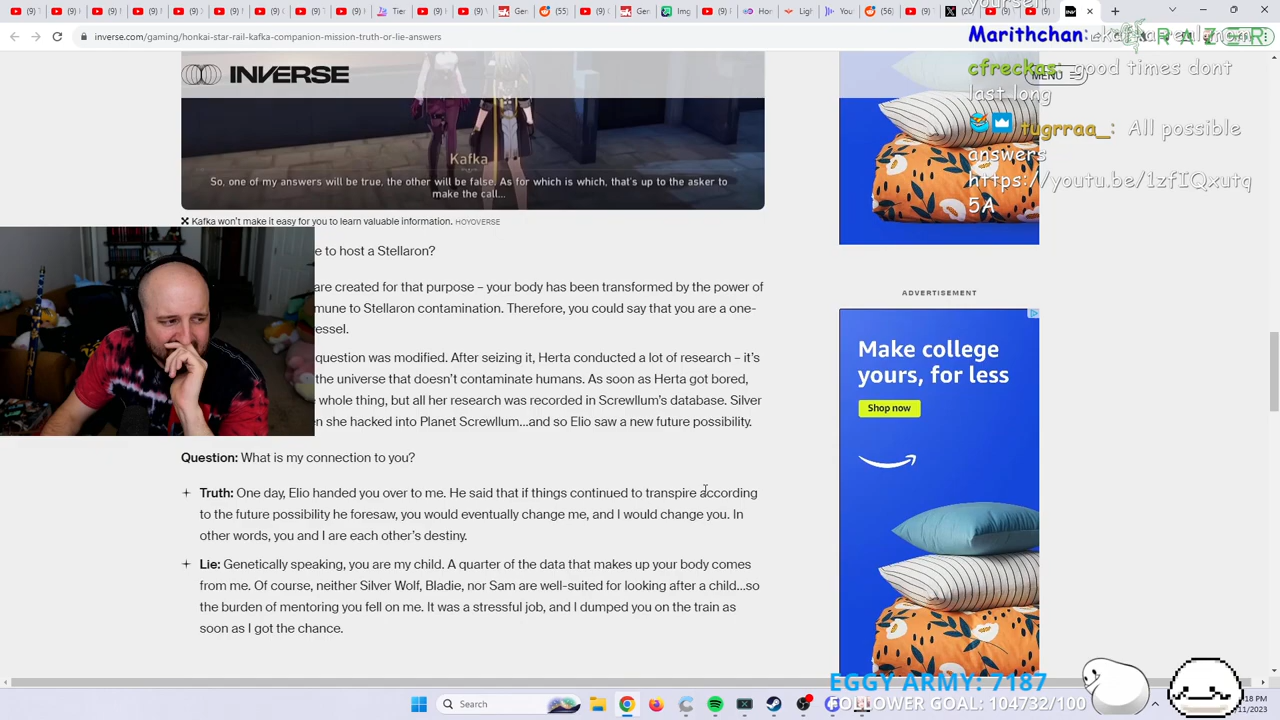 inverse.com/gaming/honkai-star-rail-kafka-companion-mission-truth-or-lie-answers
yourself
Marithchan:
cfreckas: good times dont
last long
tugrraa_: All possible
answers
https://youtu.be/1zfIQxutq
5A
RAZER
INVERSE
MENU
Kafka
So, one of my answers will be true, the other will be false. As for which is which, that's up to the asker to
make the call...
Kafka won't make it easy for you to learn valuable information. HOYOVERSE
e to host a Stellaron?
are created for that purpose – your body has been transformed by the power of
mune to Stellaron contamination. Therefore, you could say that you are a one-
essel.
question was modified. After seizing it, Herta conducted a lot of research – it's
the universe that doesn't contaminate humans. As soon as Herta got bored,
whole thing, but all her research was recorded in Screwllum's database. Silver
n she hacked into Planet Screwllum...and so Elio saw a new future possibility.
Question: What is my connection to you?
Truth: One day, Elio handed you over to me. He said that if things continued to transpire according
to the future possibility he foresaw, you would eventually change me, and I would change you. In
other words, you and I are each other's destiny.
Lie: Genetically speaking, you are my child. A quarter of the data that makes up your body comes
from me. Of course, neither Silver Wolf, Bladie, nor Sam are well-suited for looking after a child...so
the burden of mentoring you fell on me. It was a stressful job, and I dumped you on the train as
soon as I got the chance.
ADVERTISEMENT
Make college
yours, for less
Shop now
EGGY ARMY: 7187
FOLLOWER GOAL: 104732/100
Search